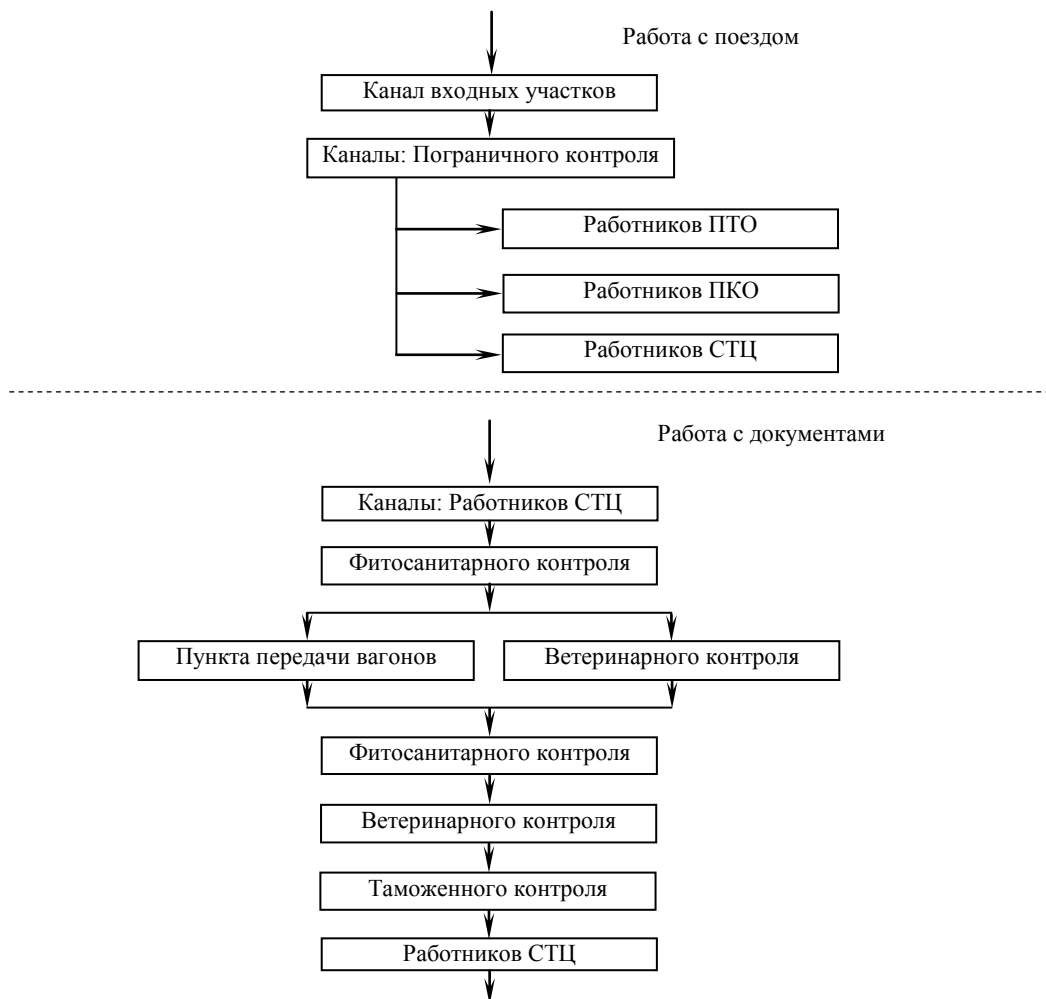 Работа с поездом
Канал входных участков
Каналы: Пограничного контроля
Работников ПТО
Работников ПКО
Работников СТЦ
Работа с документами
Каналы: Работников СТЦ
Фитосанитарного контроля
Пункта передачи вагонов
Ветеринарного контроля
Фитосанитарного контроля
Ветеринарного контроля
Таможенного контроля
Работников СТЦ